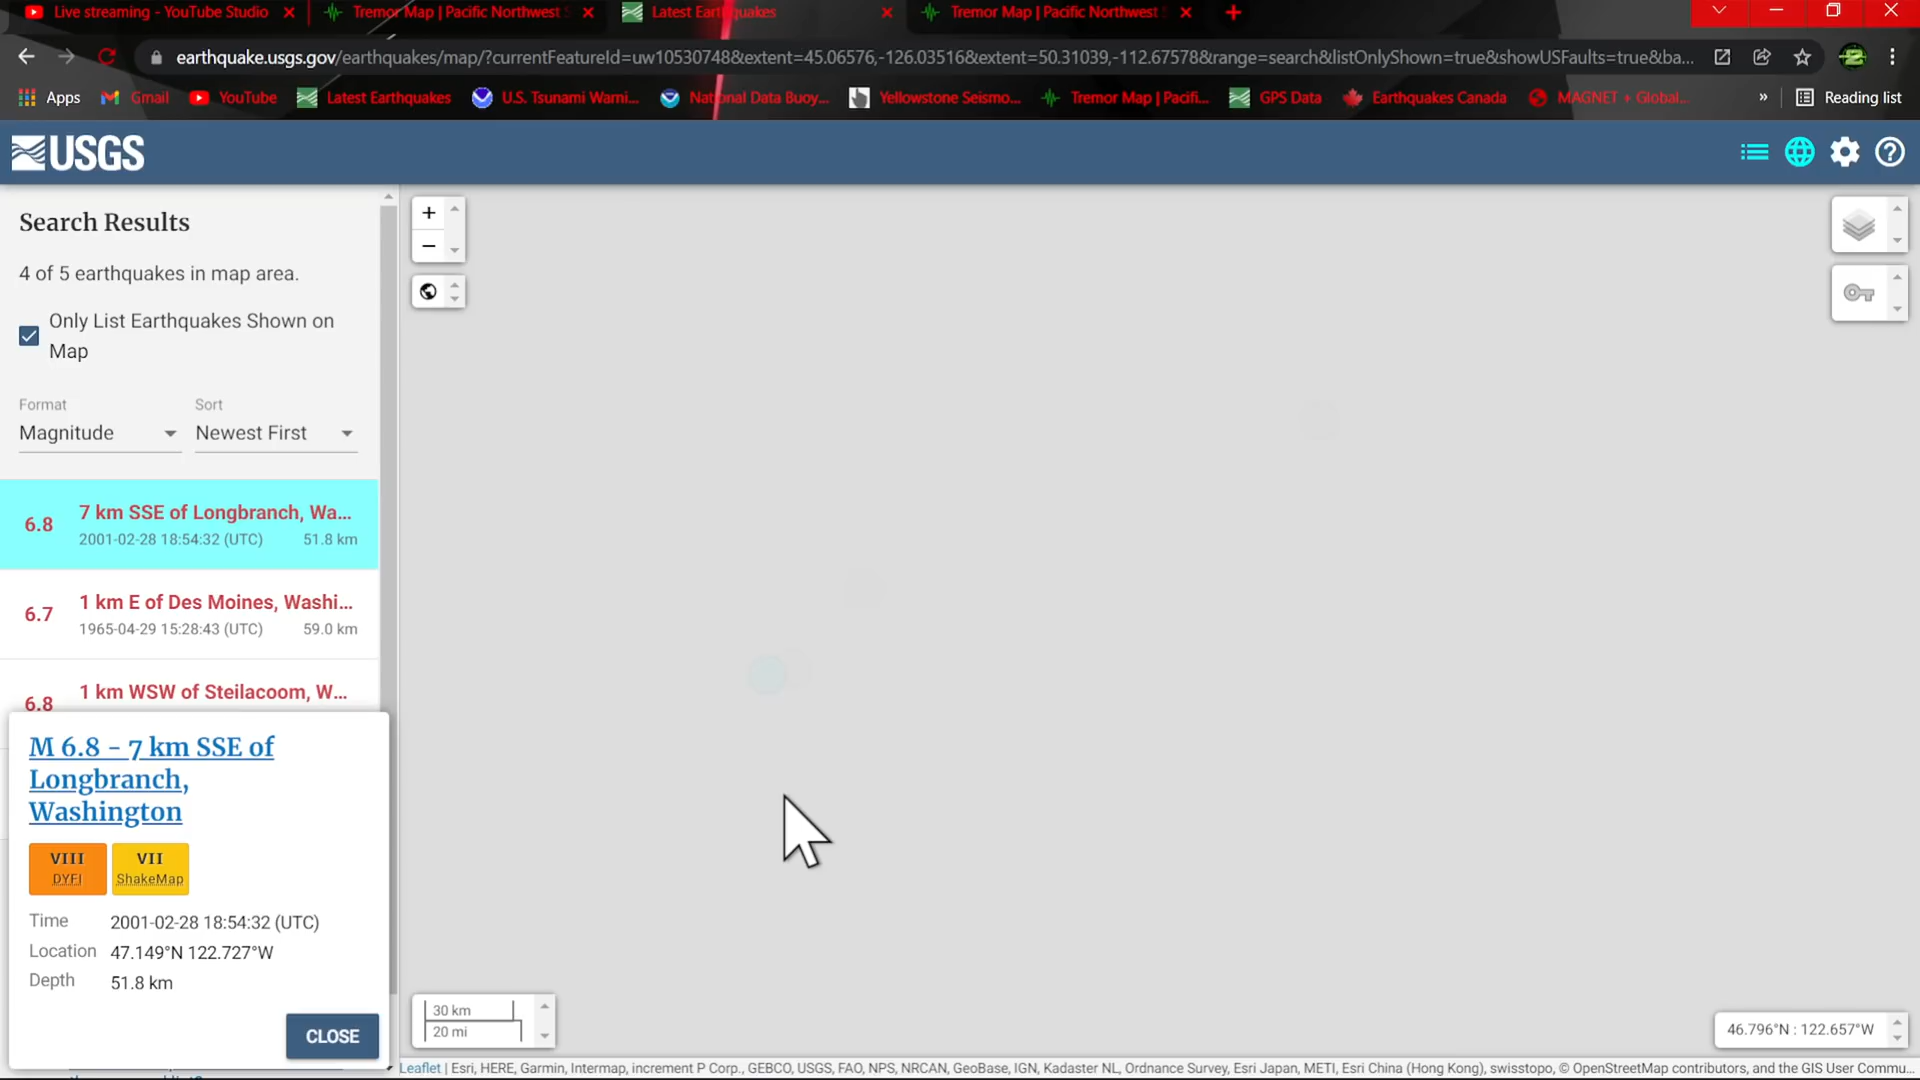 Live streaming - YouTube Studio
Tremor Map | Pacific Northwest S
Latest Earthquakes
Tremor Map | Pacific Northwest S
earthquake.usgs.gov/earthquakes/map/?currentFeatureId=uw10530748&extent=45.06576,-126.03516&extent=50.31039,-112.67578&range=search&listOnlyShown=true&showUSFaults=true&ba...
Apps
Gmail
YouTube
Latest Earthquakes
U.S. Tsunami Warni...
National Data Buoy...
Yellowstone Seismo...
Tremor Map | Pacifi...
GPS Data
Earthquakes Canada
MAGNET + Global...
»
Reading list
USGS
Search Results
4 of 5 earthquakes in map area.
Only List Earthquakes Shown on
Map
Format
Sort
Magnitude
Newest First
6.8
7 km SSE of Longbranch, Wa...
2001-02-28 18:54:32 (UTC)
51.8 km
6.7
1 km E of Des Moines, Washi...
1965-04-29 15:28:43 (UTC)
59.0 km
6.8
1 km WSW of Steilacoom, W...
M 6.8 - 7 km SSE of
Longbranch,
Washington
VIII
DYFI
VII
ShakeMap
Time
2001-02-28 18:54:32 (UTC)
Location
47.149°N 122.727°W
Depth
51.8 km
CLOSE
+
−
30 km
20 mi
46.796°N : 122.657°W
Leaflet | Esri, HERE, Garmin, Intermap, increment P Corp., GEBCO, USGS, FAO, NPS, NRCAN, GeoBase, IGN, Kadaster NL, Ordnance Survey, Esri Japan, METI, Esri China (Hong Kong), swisstopo, © OpenStreetMap contributors, and the GIS User Commu...